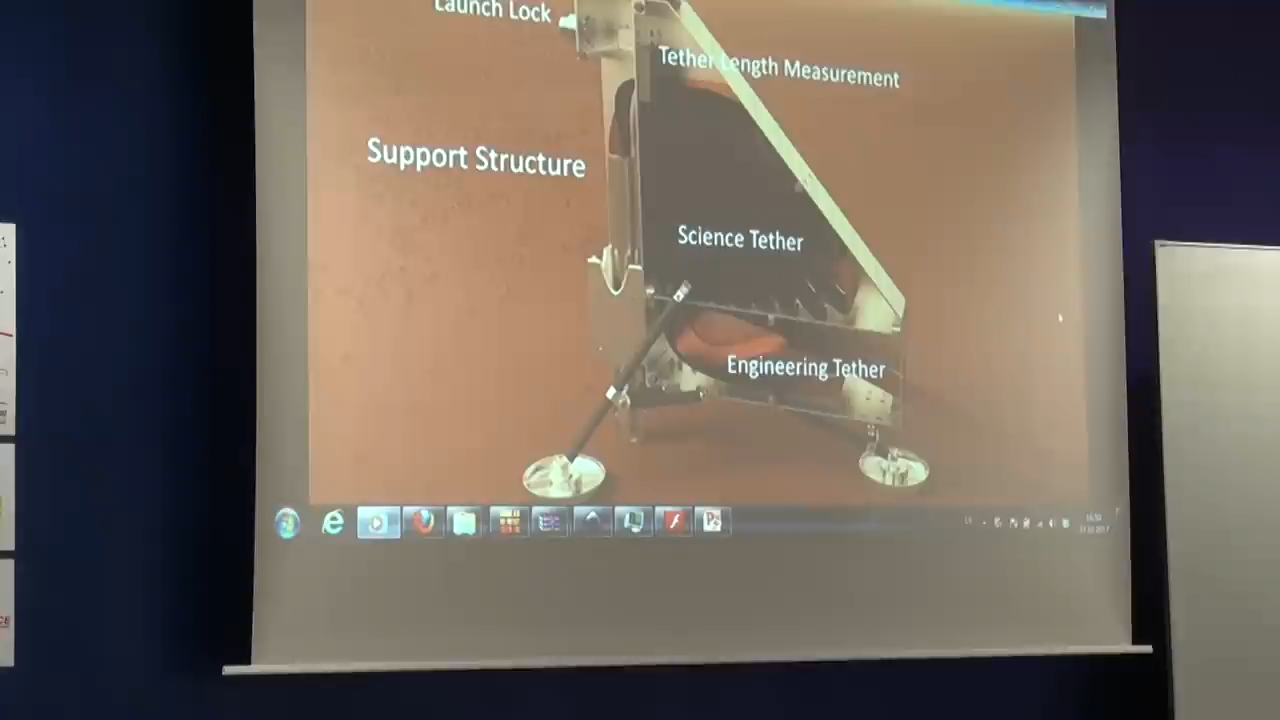 Launch Lock
Tether Length Measurement
Support Structure
Science Tether
Engineering Tether